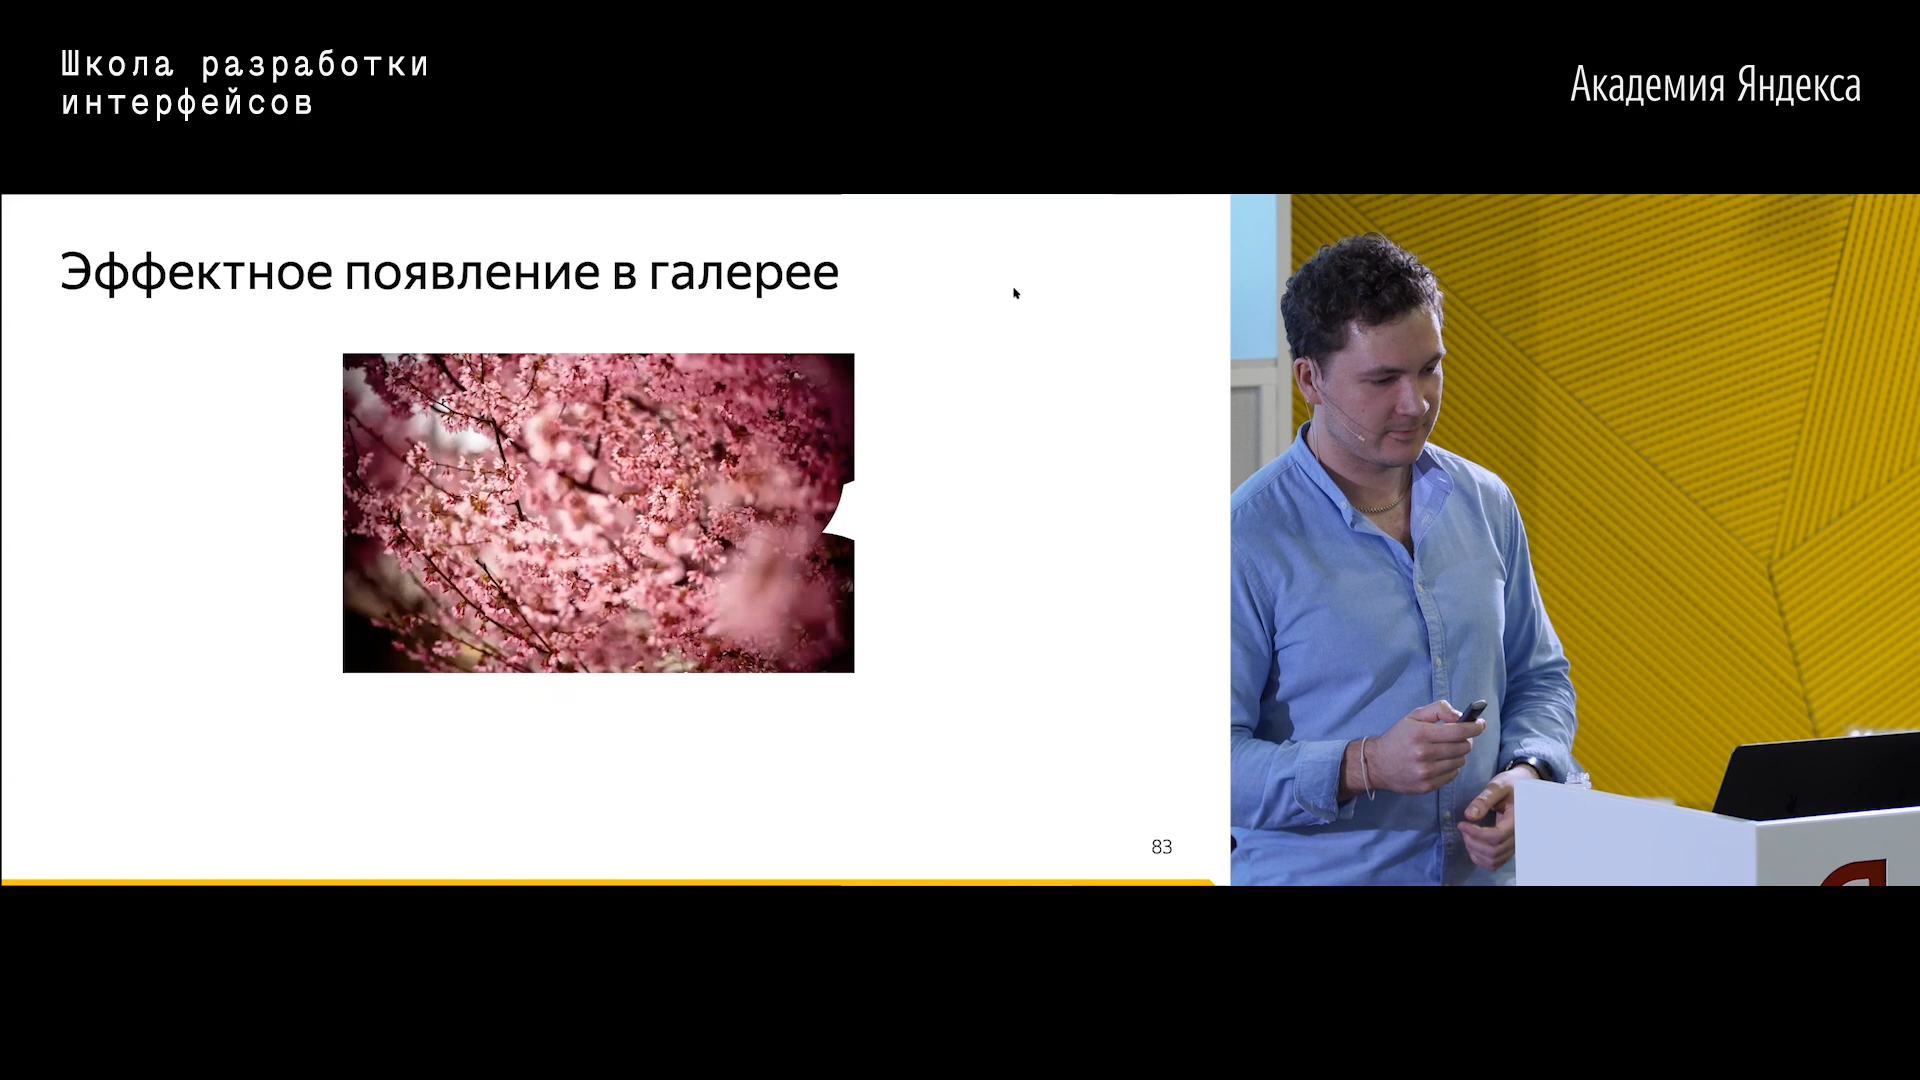 Школа разработки
интерфейсов
Академия Яндекса
Эффектное появление в галерее
83